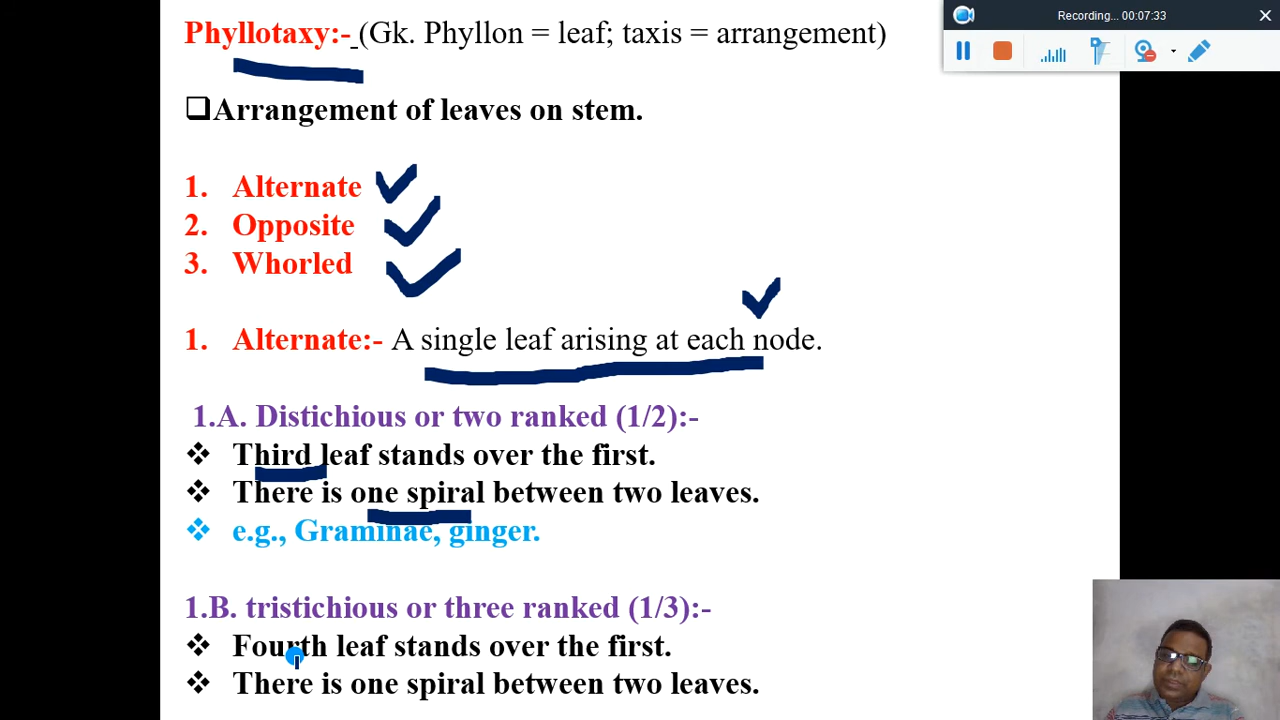 Recording... 00:07:33
Phyllotaxy:- (Gk. Phyllon = leaf; taxis = arrangement)
❑Arrangement of leaves on stem.
1. Alternate
2. Opposite
3. Whorled
1. Alternate:- A single leaf arising at each node.
1.A. Distichious or two ranked (1/2):-
❖ Third leaf stands over the first.
❖ There is one spiral between two leaves.
❖ e.g., Graminae, ginger.
1.B. tristichious or three ranked (1/3):-
❖ Fourth leaf stands over the first.
❖ There is one spiral between two leaves.